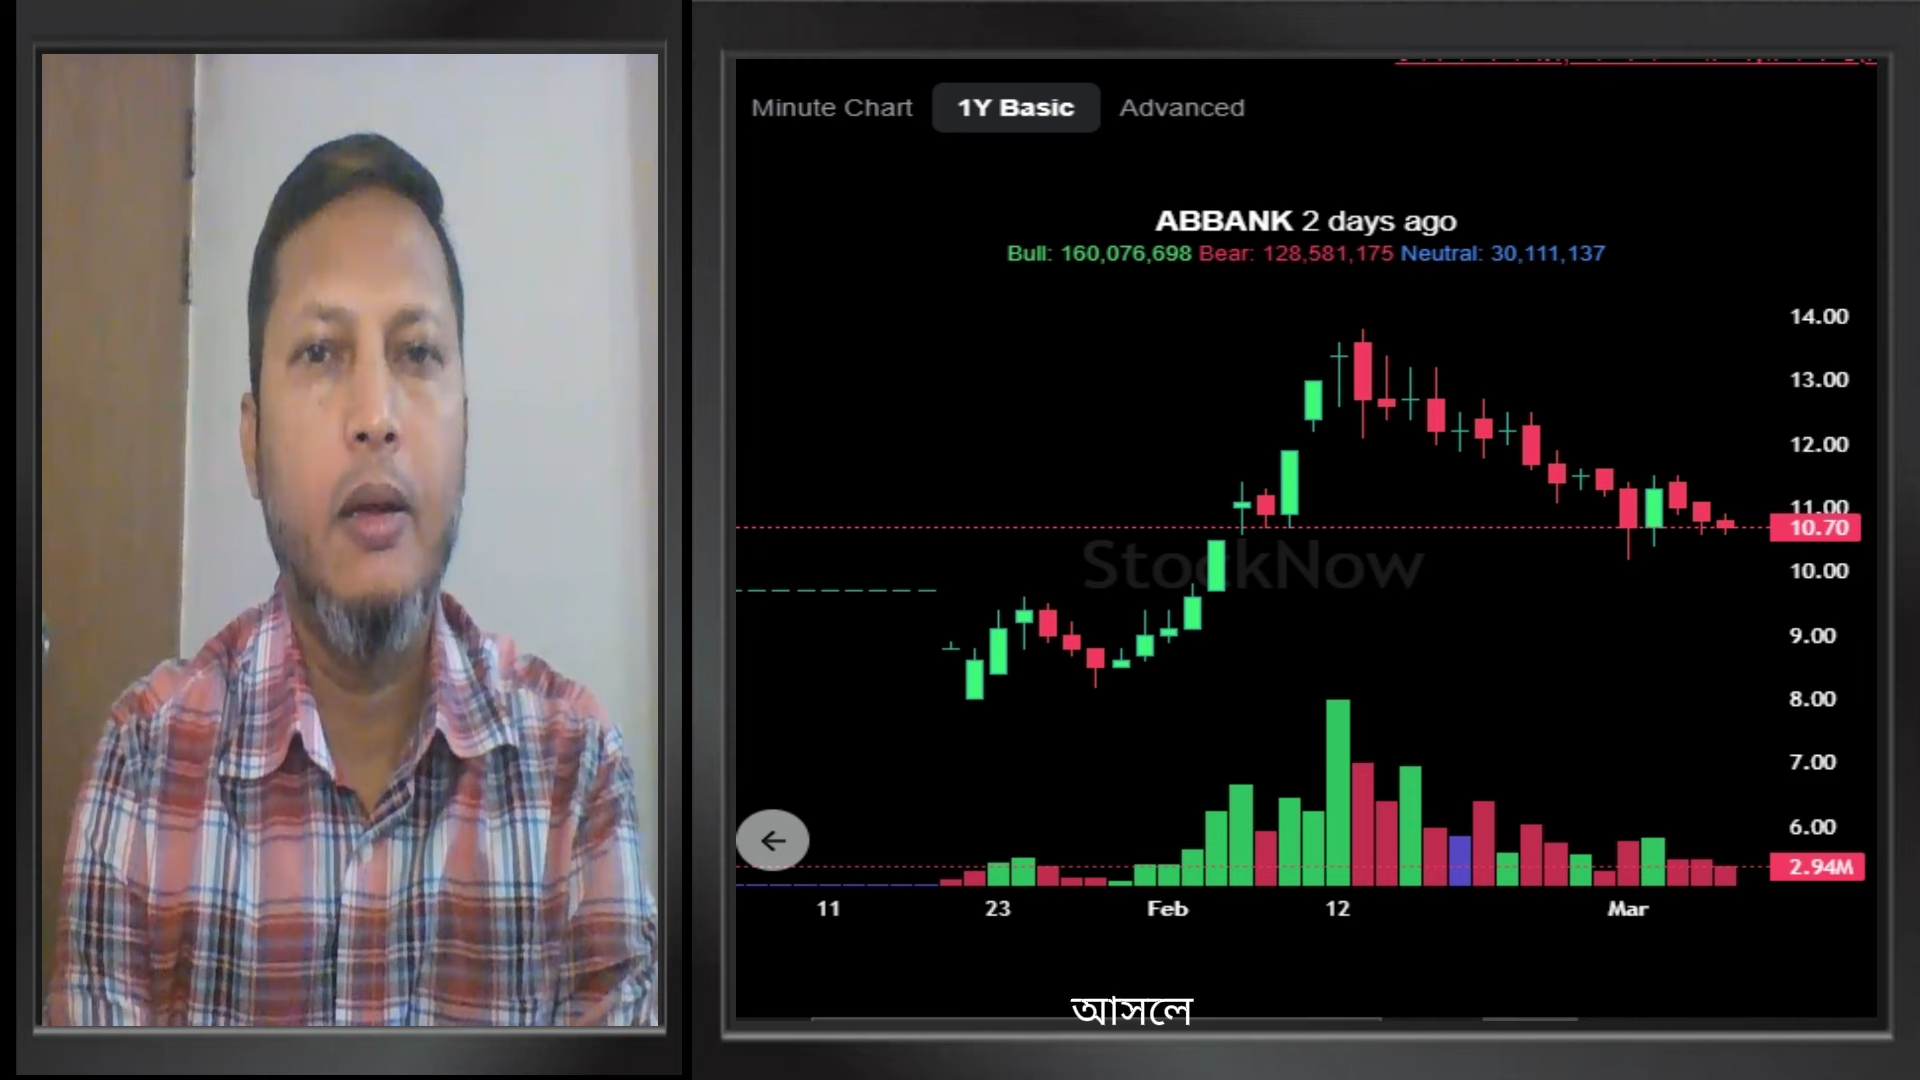 Minute Chart 1Y Basic Advanced
ABBANK 2 days ago
Bull: 160,076,698 Bear: 128,581,175 Neutral: 30,111,137
14.00
13.00
12.00
11.00
10.70
StockNow
10.00
9.00
8.00
7.00
6.00
2.94M
11 23 Feb 12 Mar
আসলে